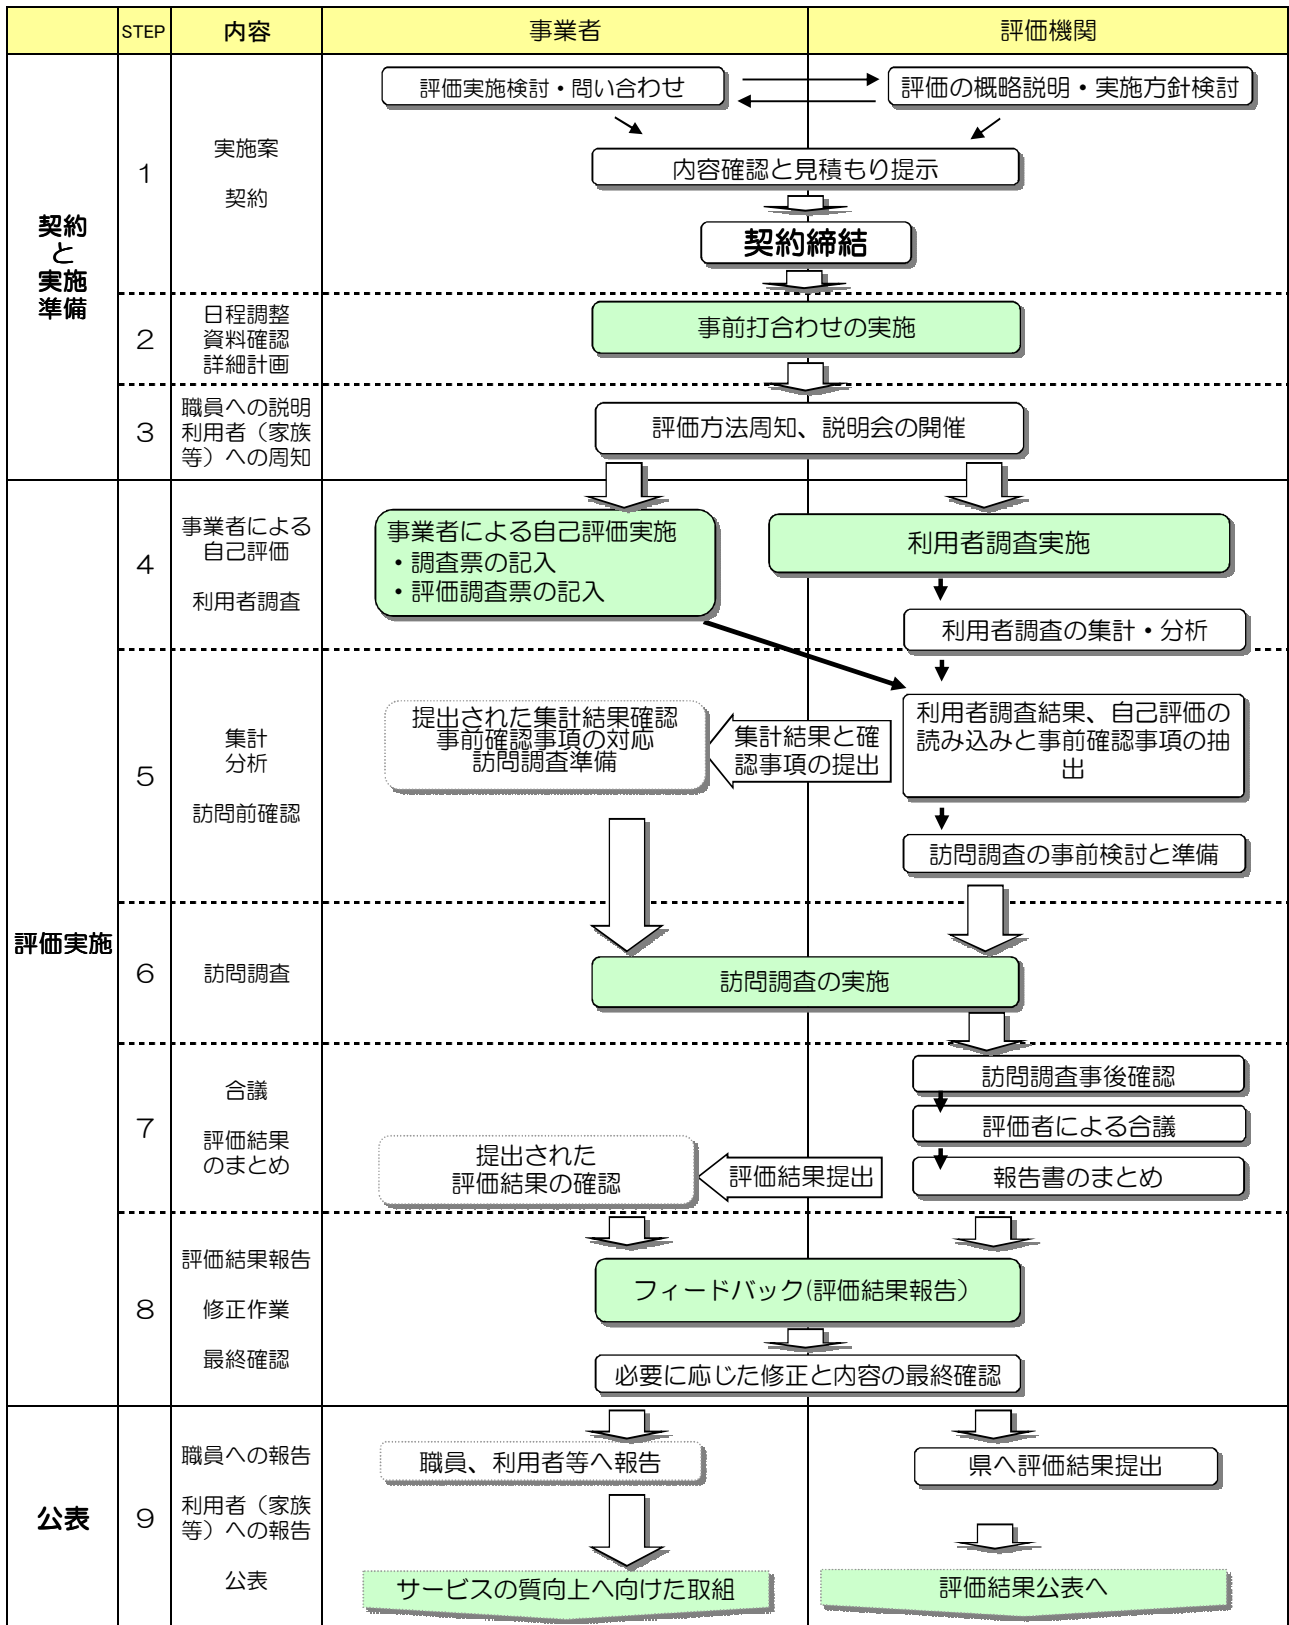 STEP
内容
事業者
評価機関
契約
と
実施
準備
1
実施案
契約
評価実施検討・問い合わせ
評価の概略説明・実施方針検討
内容確認と見積もり提示
契約締結
2
日程調整
資料確認
詳細計画
事前打合わせの実施
3
職員への説明
利用者（家族
等）への周知
評価方法周知、説明会の開催
評価実施
4
事業者による
自己評価
利用者調査
事業者による自己評価実施
・調査票の記入
・評価調査票の記入
利用者調査実施
利用者調査の集計・分析
5
集計
分析
訪問前確認
提出された集計結果確認
事前確認事項の対応
訪問調査準備
集計結果と確
認事項の提出
利用者調査結果、自己評価の
読み込みと事前確認事項の抽
出
訪問調査の事前検討と準備
6
訪問調査
訪問調査の実施
7
合議
評価結果
のまとめ
訪問調査事後確認
評価者による合議
報告書のまとめ
評価結果提出
提出された
評価結果の確認
8
評価結果報告
修正作業
最終確認
フィードバック(評価結果報告）
必要に応じた修正と内容の最終確認
公表
9
職員への報告
利用者（家族
等）への報告
公表
職員、利用者等へ報告
県へ評価結果提出
サービスの質向上へ向けた取組
評価結果公表へ